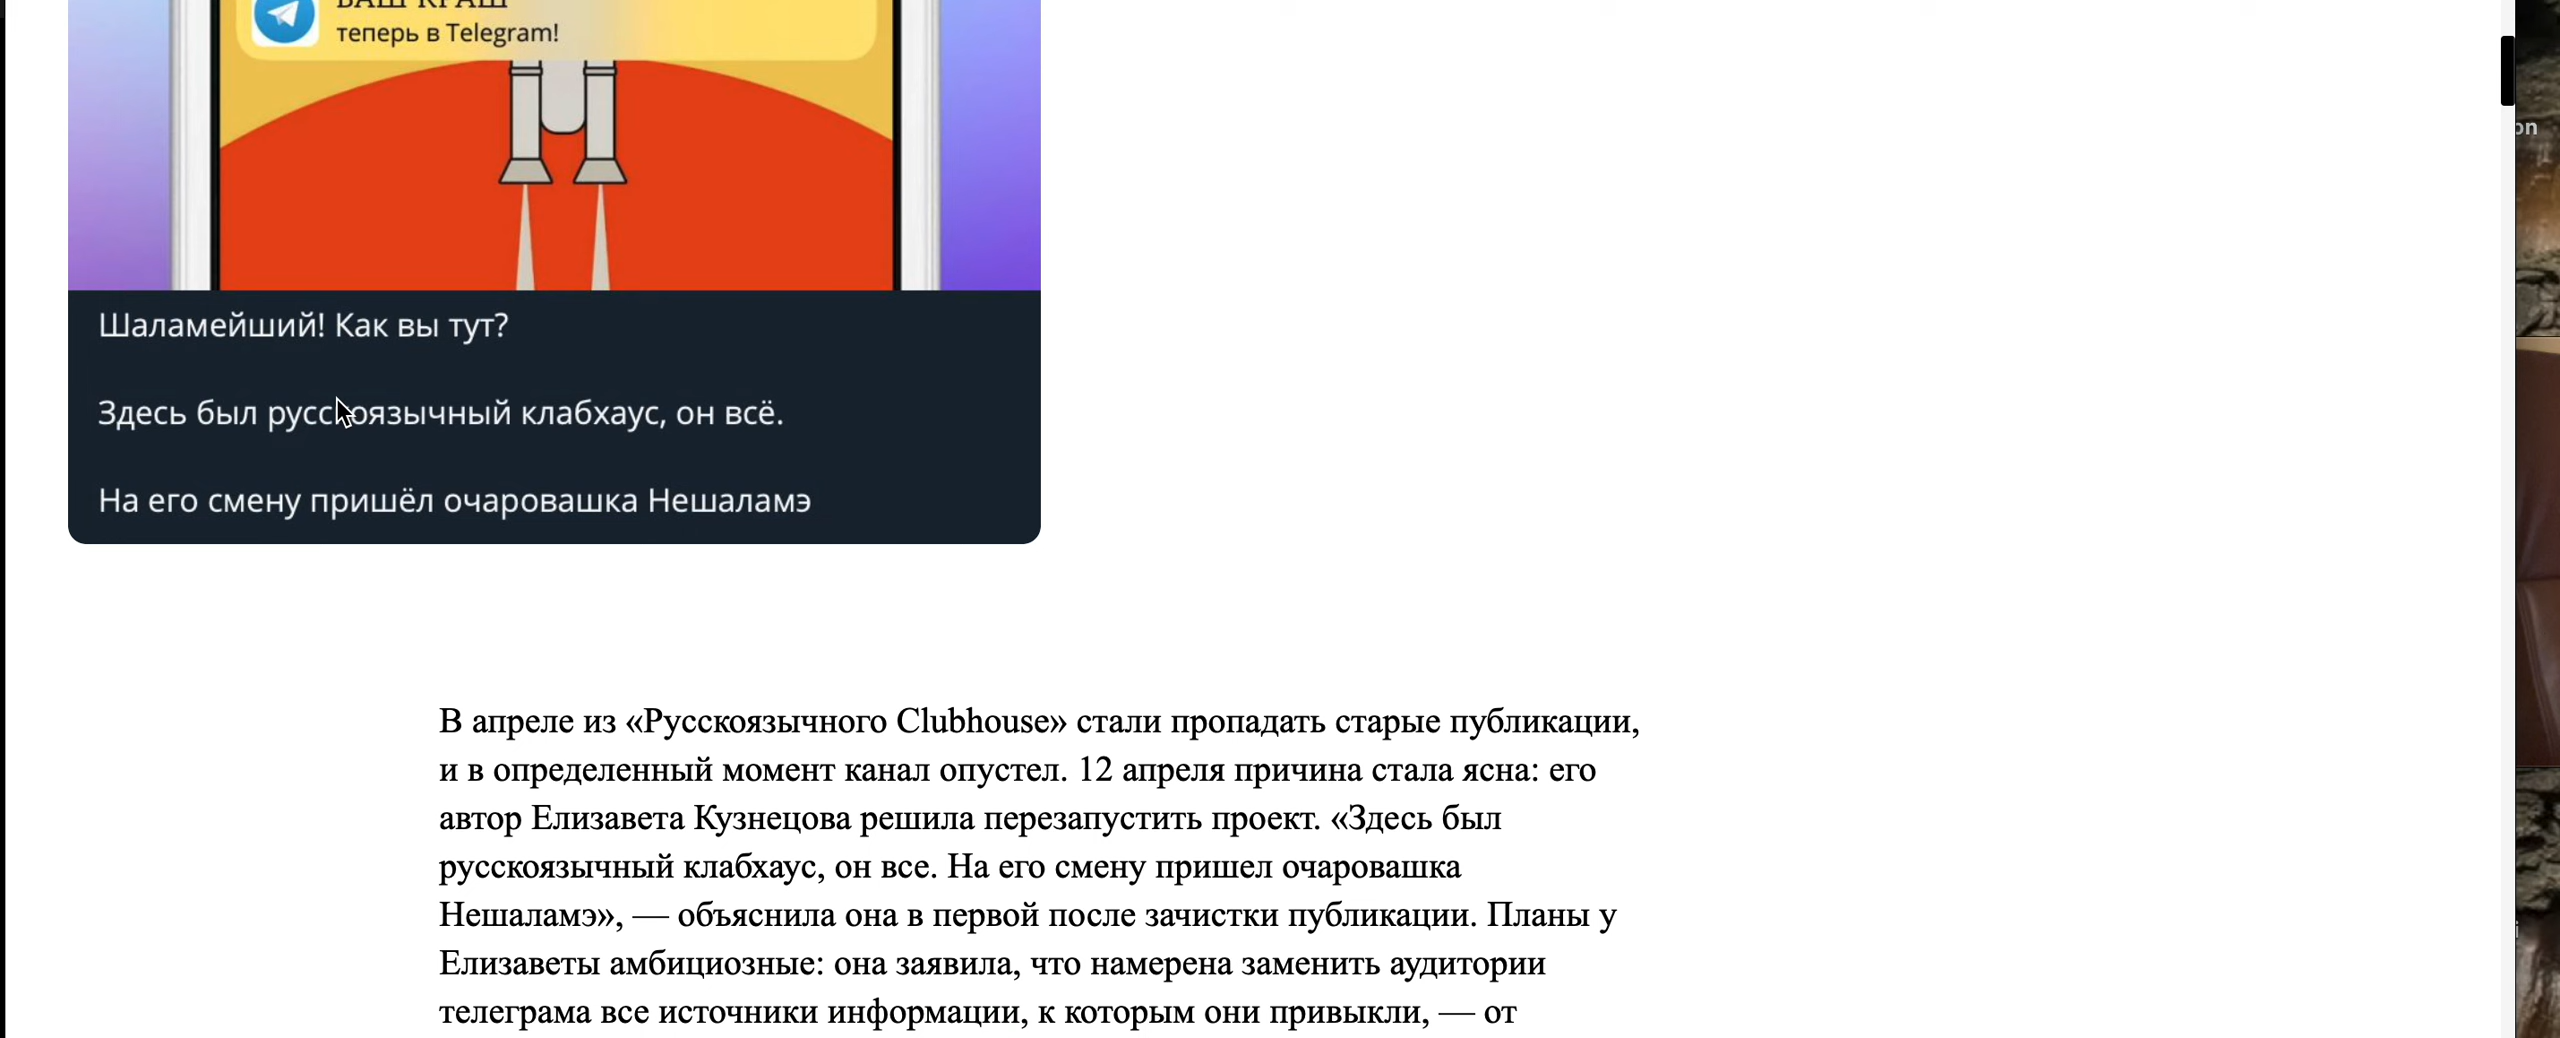 ВАШ КРАШ
теперь в Telegram!
Шаламейший! Как вы тут?
Здесь был русскоязычный клабхаус, он всё.
На его смену пришёл очаровашка Нешаламэ
В апреле из «Русскоязычного Clubhouse» стали пропадать старые публикации,
и в определенный момент канал опустел. 12 апреля причина стала ясна: его
автор Елизавета Кузнецова решила перезапустить проект. «Здесь был
русскоязычный клабхаус, он все. На его смену пришел очаровашка
Нешаламэ», — объяснила она в первой после зачистки публикации. Планы у
Елизаветы амбициозные: она заявила, что намерена заменить аудитории
телеграма все источники информации, к которым они привыкли, — от